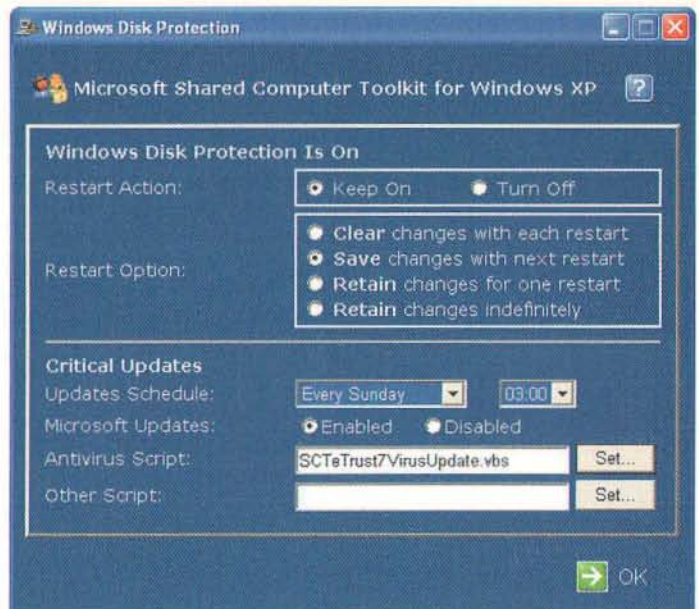 Windows Disk Protection
Microsoft Shared Computer Toolkit for Windows XP ?
Windows Disk Protection Is On
Restart Action: Keep On Turn Off
Restart Option:
Clear changes with each restart
Save changes with next restart
Retain changes for one restart
Retain changes indefinitely
Critical Updates
Updates Schedule: Every Sunday 03:00
Microsoft Updates: Enabled Disabled
Antivirus Script: SCTeTrust7VirusUpdate.vbs Set...
Other Script: Set...
OK